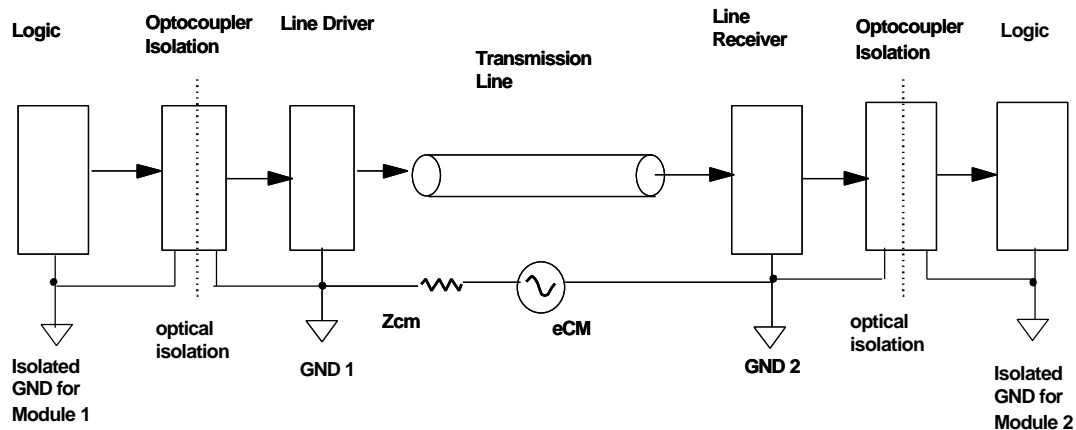 Logic
Optocoupler
Isolation
Line Driver
Transmission
Line
Line
Receiver
Optocoupler
Isolation
Logic
Zcm
eCM
optical
isolation
GND 1
GND 2
optical
isolation
Isolated
GND for
Module 1
Isolated
GND for
Module 2